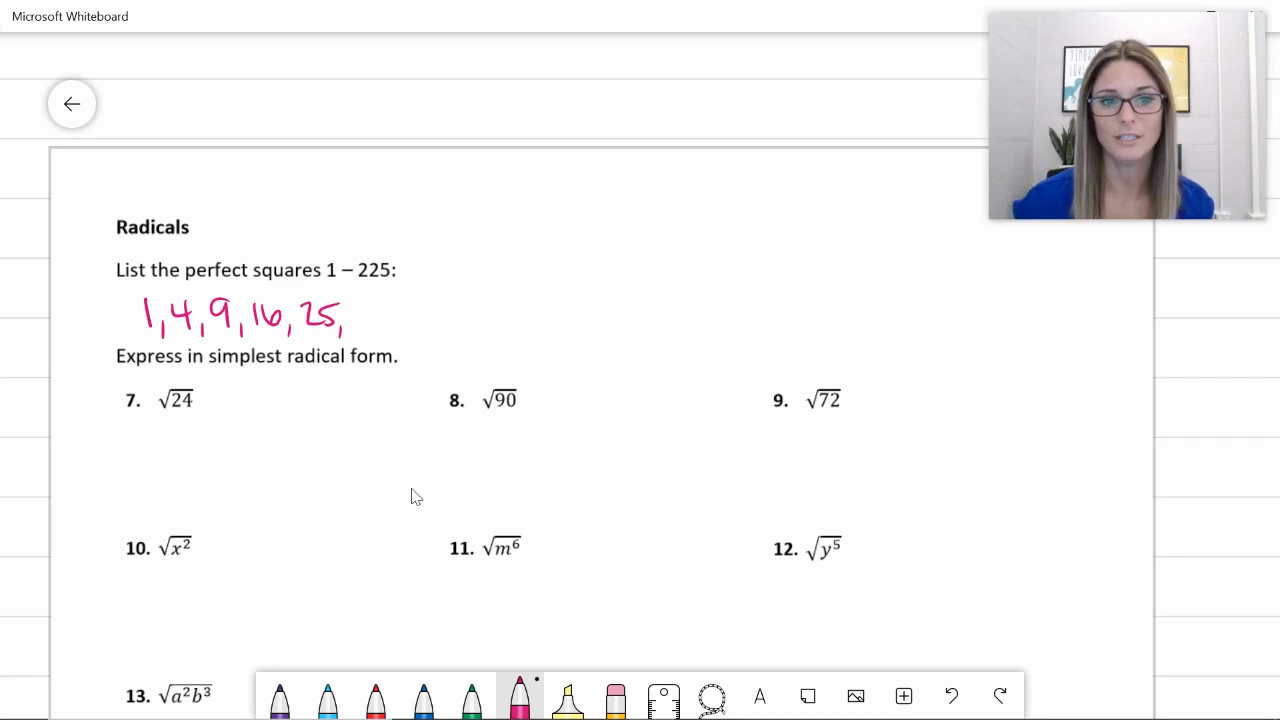 Microsoft Whiteboard
Radicals
List the perfect squares 1 – 225:
1, 4, 9, 16, 25,
Express in simplest radical form.
7. √24 8. √90 9. √72
10. √x² 11. √m⁶ 12. √y⁵
13. √a²b³
A